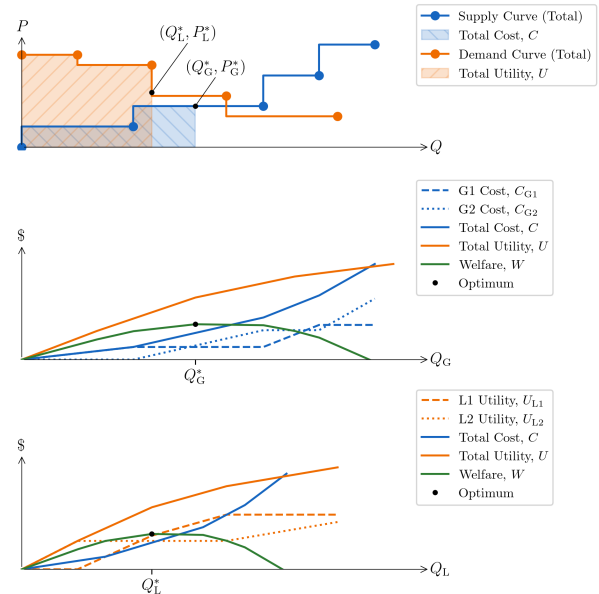 P
(Q*L, P*L)
(Q*G, P*G)
Q
Supply Curve (Total)
Total Cost, C
Demand Curve (Total)
Total Utility, U
$
QG
Q*G
G1 Cost, CG1
G2 Cost, CG2
Total Cost, C
Total Utility, U
Welfare, W
Optimum
$
QL
Q*L
L1 Utility, UL1
L2 Utility, UL2
Total Cost, C
Total Utility, U
Welfare, W
Optimum